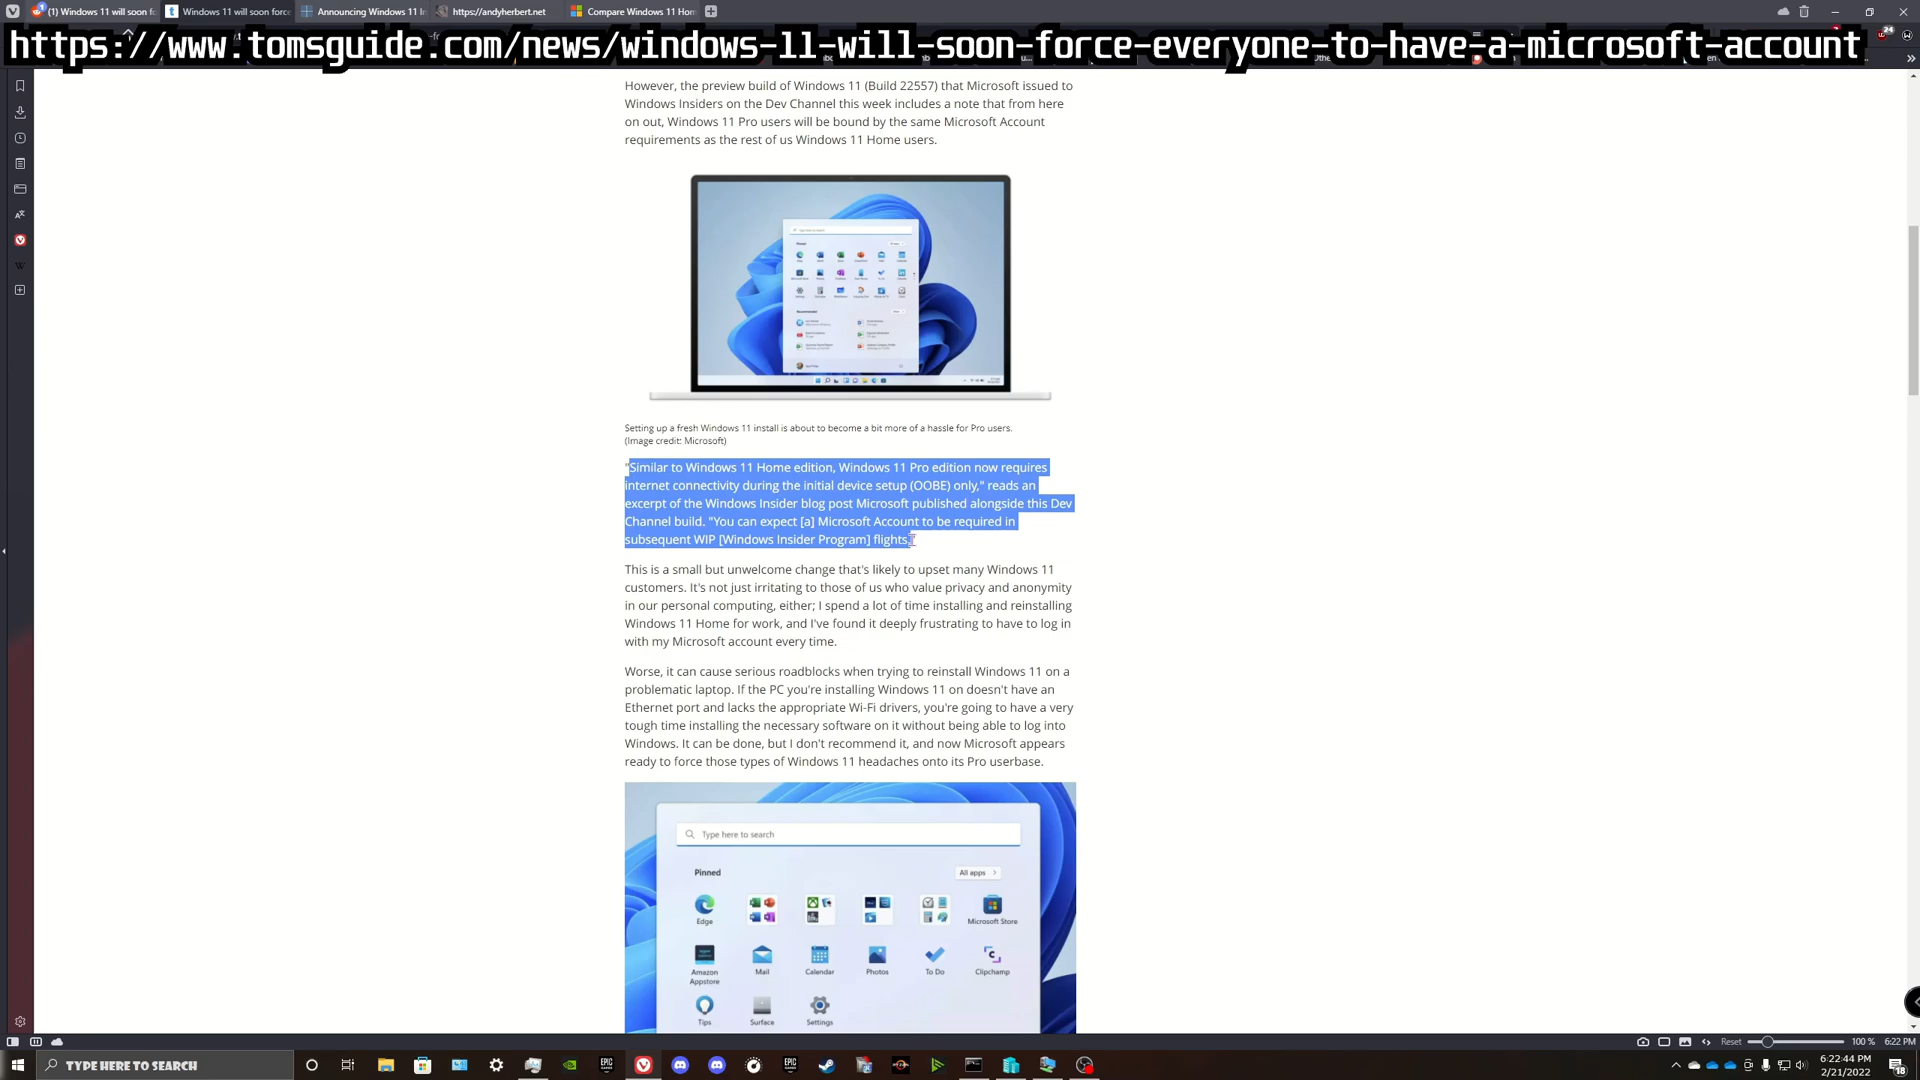 (1) Windows 11 will soon fo
Windows 11 will soon force
Announcing Windows 11 In
https://andyherbert.net
Compare Windows 11 Hom
https://www.tomsguide.com/news/windows-11-will-soon-force-everyone-to-have-a-microsoft-account
24
However, the preview build of Windows 11 (Build 22557) that Microsoft issued to
Windows Insiders on the Dev Channel this week includes a note that from here
on out, Windows 11 Pro users will be bound by the same Microsoft Account
requirements as the rest of us Windows 11 Home users.
Setting up a fresh Windows 11 install is about to become a bit more of a hassle for Pro users.
(Image credit: Microsoft)
"Similar to Windows 11 Home edition, Windows 11 Pro edition now requires
internet connectivity during the initial device setup (OOBE) only," reads an
excerpt of the Windows Insider blog post Microsoft published alongside this Dev
Channel build. "You can expect [a] Microsoft Account to be required in
subsequent WIP [Windows Insider Program] flights."
This is a small but unwelcome change that's likely to upset many Windows 11
customers. It's not just irritating to those of us who value privacy and anonymity
in our personal computing, either; I spend a lot of time installing and reinstalling
Windows 11 Home for work, and I've found it deeply frustrating to have to log in
with my Microsoft account every time.
Worse, it can cause serious roadblocks when trying to reinstall Windows 11 on a
problematic laptop. If the PC you're installing Windows 11 on doesn't have an
Ethernet port and lacks the appropriate Wi-Fi drivers, you're going to have a very
tough time installing the necessary software on it without being able to log into
Windows. It can be done, but I don't recommend it, and now Microsoft appears
ready to force those types of Windows 11 headaches onto its Pro userbase.
Type here to search
Pinned
All apps >
Edge
Microsoft Store
Amazon
Appstore
Mail
Calendar
Photos
To Do
Clipchamp
Tips
Surface
Settings
Reset
100 %
6:22 PM
TYPE HERE TO SEARCH
6:22:44 PM
2/21/2022
18